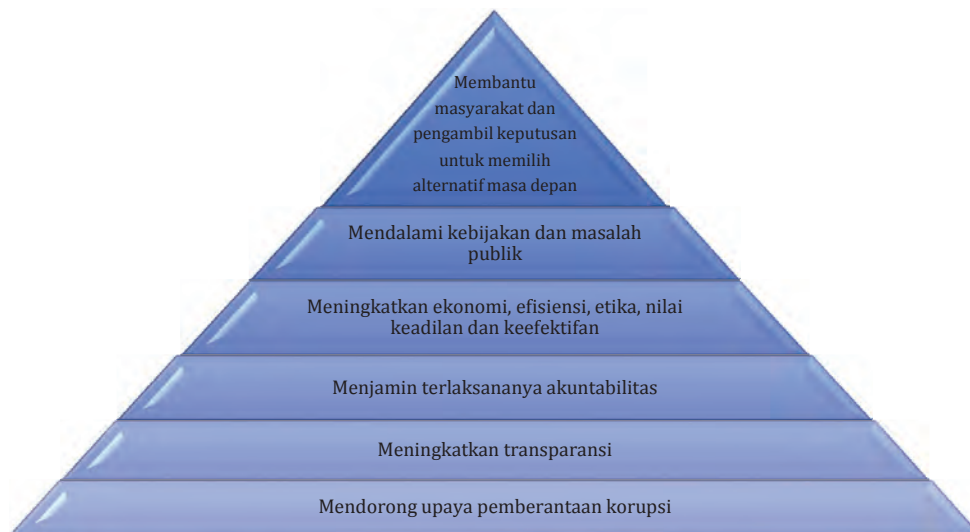 Membantu
masyarakat dan
pengambil keputusan
untuk memilih
alternatif masa depan
Mendalami kebijakan dan masalah
publik
Meningkatkan ekonomi, efisiensi, etika, nilai
keadilan dan keefektifan
Menjamin terlaksananya akuntabilitas
Meningkatkan transparansi
Mendorong upaya pemberantaan korupsi